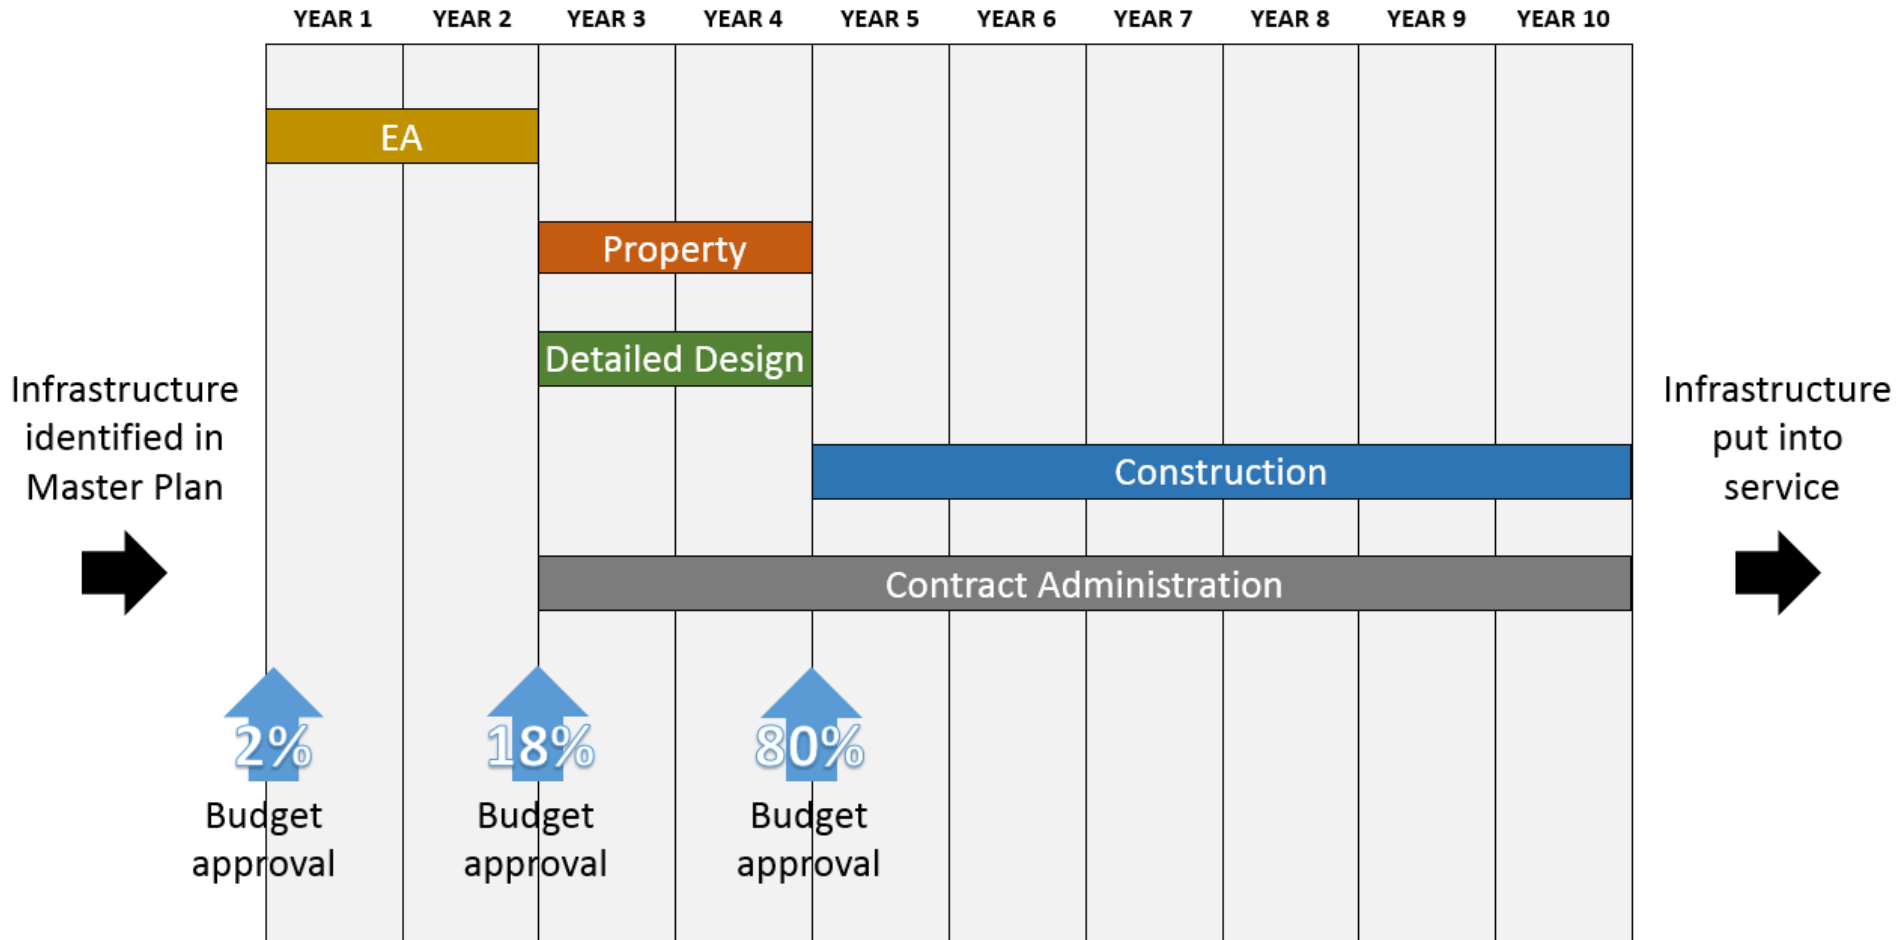 YEAR 1 YEAR 2 YEAR 3 YEAR 4 YEAR 5 YEAR 6 YEAR 7 YEAR 8 YEAR 9 YEAR 10
EA
Property
Detailed Design
Infrastructure
identified in
Master Plan
Construction
Contract Administration
Infrastructure
put into
service
2%
Budget
approval
18%
Budget
approval
80%
Budget
approval